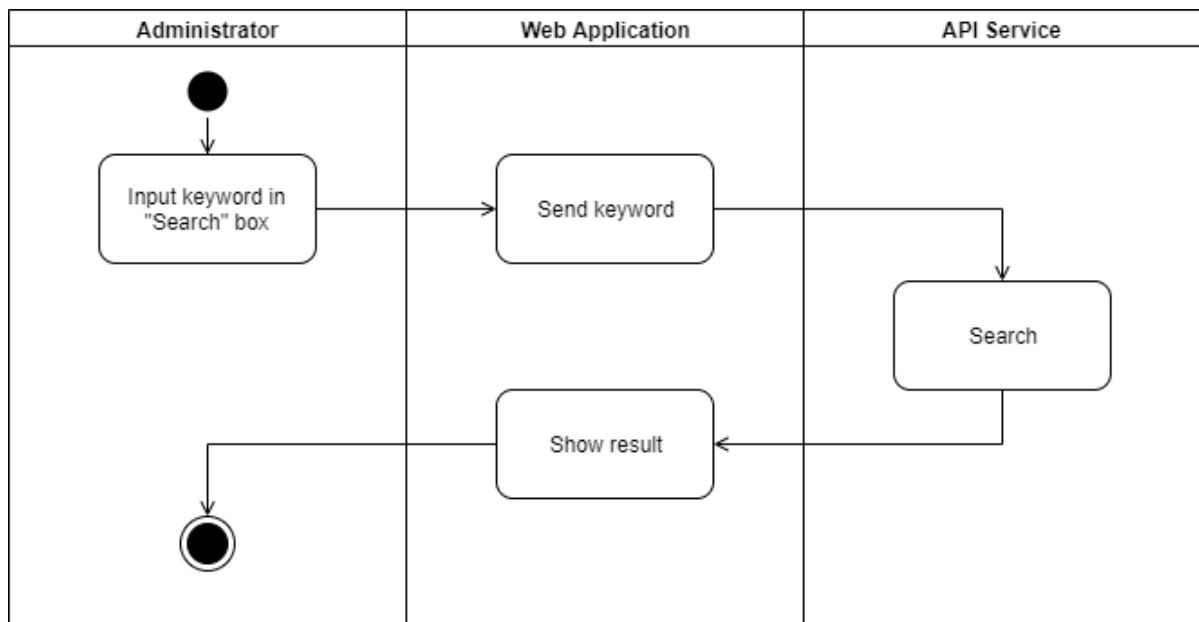 Administrator
Web Application
API Service
Input keyword in
"Search" box
Send keyword
Search
Show result